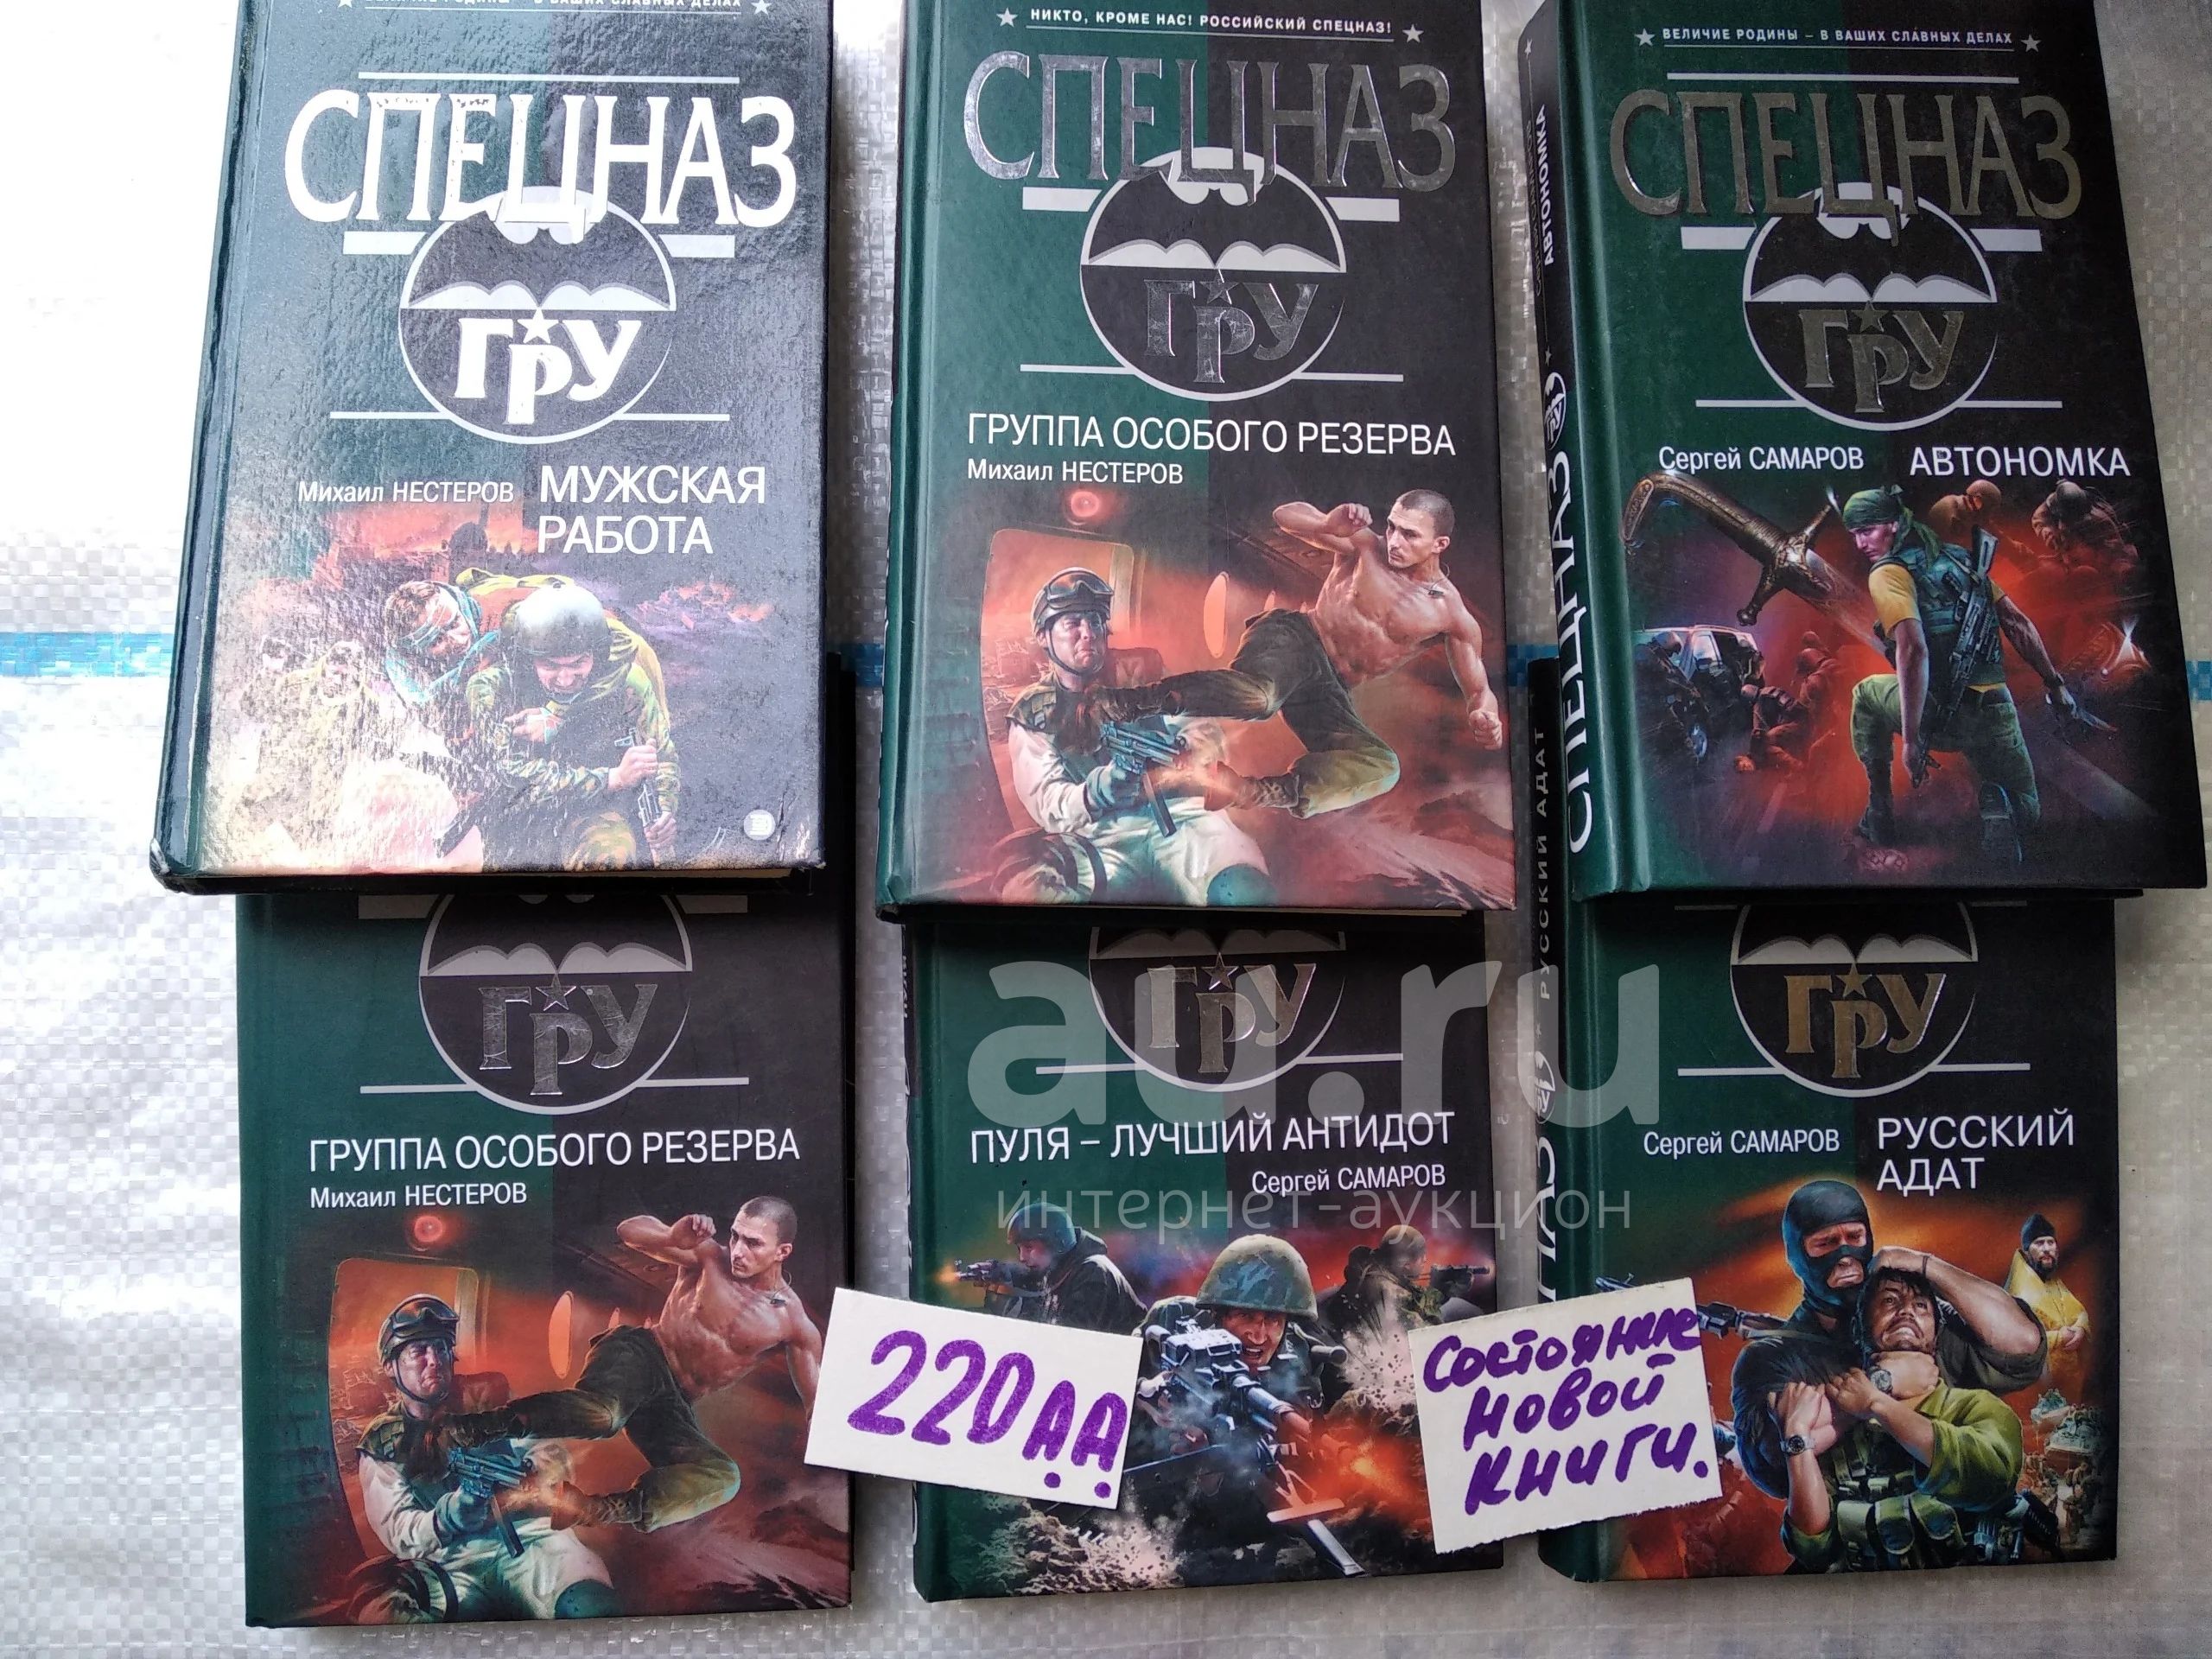 ВЕЛИЧИЕ РОДИНЫ – В ВАШИХ СЛАВНЫХ ДЕЛАХ
СПЕЦНАЗ
ГРУ
Михаил НЕСТЕРОВ
МУЖСКАЯ
РАБОТА
НИКТО, КРОМЕ НАС! РОССИЙСКИЙ СПЕЦНАЗ!
СПЕЦНАЗ
ГРУ
ГРУППА ОСОБОГО РЕЗЕРВА
Михаил НЕСТЕРОВ
АВТОНОМКА
СПЕЦНАЗ
ВЕЛИЧИЕ РОДИНЫ – В ВАШИХ СЛАВНЫХ ДЕЛАХ
СПЕЦНАЗ
ГРУ
Сергей САМАРОВ АВТОНОМКА
ГРУ
ГРУППА ОСОБОГО РЕЗЕРВА
Михаил НЕСТЕРОВ
ГРУ
ПУЛЯ – ЛУЧШИЙ АНТИДОТ
Сергей САМАРОВ
РУССКИЙ АДАТ
ГРУ
Сергей САМАРОВ
РУССКИЙ
АДАТ
au.ru
интернет-аукцион
220
Состояние
новой
книги.